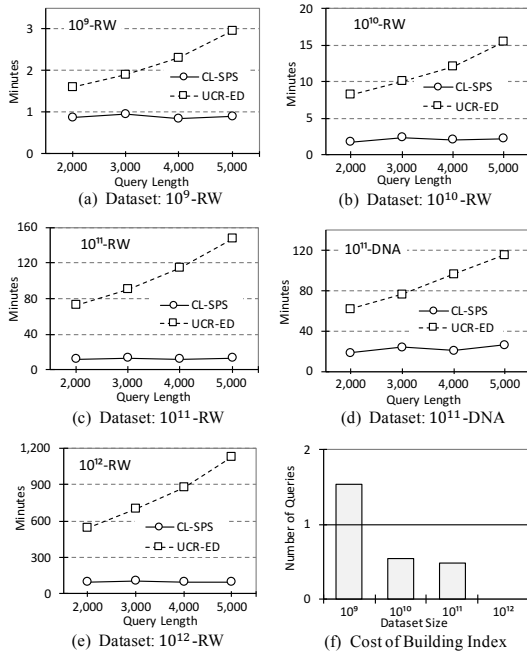 10⁹-RW
3
2
1
0
Minutes
CL-SPS
UCR-ED
2,000 3,000 4,000 5,000
Query Length
(a) Dataset: 10⁹-RW
10¹⁰-RW
20
15
10
5
0
Minutes
CL-SPS
UCR-ED
2,000 3,000 4,000 5,000
Query Length
(b) Dataset: 10¹⁰-RW
10¹¹-RW
160
120
80
40
0
Minutes
CL-SPS
UCR-ED
2,000 3,000 4,000 5,000
Query Length
(c) Dataset: 10¹¹-RW
10¹¹-DNA
120
80
40
0
Minutes
CL-SPS
UCR-ED
2,000 3,000 4,000 5,000
Query Length
(d) Dataset: 10¹¹-DNA
10¹²-RW
1,200
900
600
300
0
Minutes
CL-SPS
UCR-ED
2,000 3,000 4,000 5,000
Query Length
(e) Dataset: 10¹²-RW
2
1
0
Number of Queries
10⁹ 10¹⁰ 10¹¹ 10¹²
Dataset Size
(f) Cost of Building Index